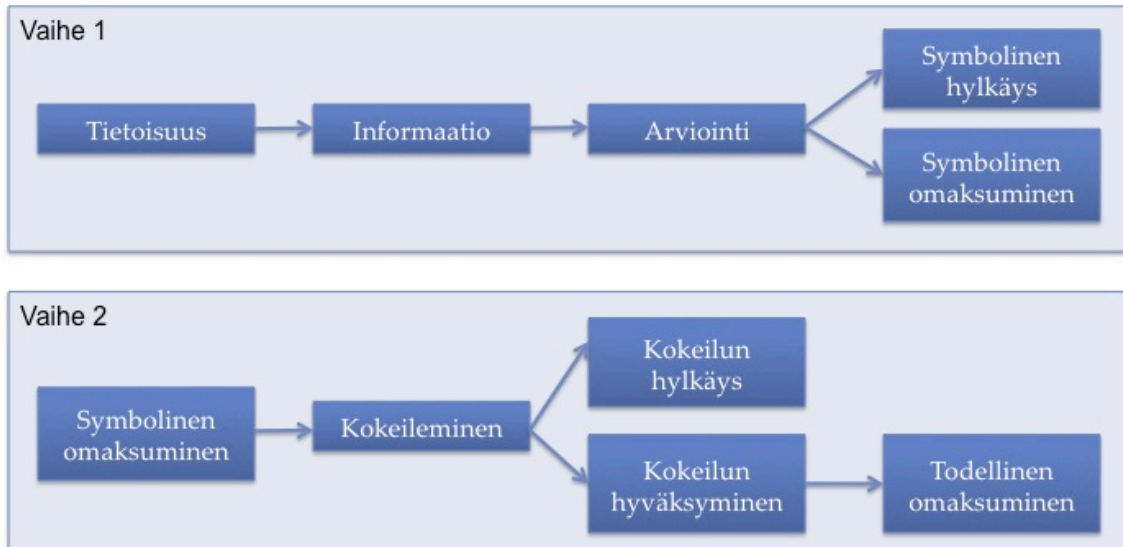 Vaihe 1
Tietoisuus
Informaatio
Arviointi
Symbolinen
hylkäys
Symbolinen
omaksuminen
Vaihe 2
Symbolinen
omaksuminen
Kokeileminen
Kokeilun
hylkäys
Kokeilun
hyväksyminen
Todellinen
omaksuminen